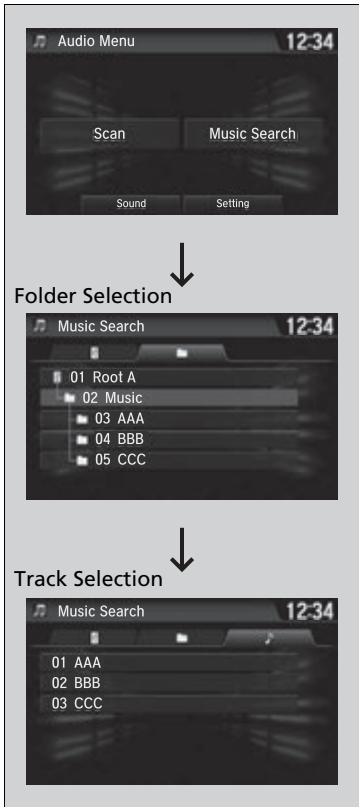 Audio Menu 12:34
Scan Music Search
Sound Setting
Folder Selection
Music Search 12:34
01 Root A
02 Music
03 AAA
04 BBB
05 CCC
Track Selection
Music Search 12:34
01 AAA
02 BBB
03 CCC